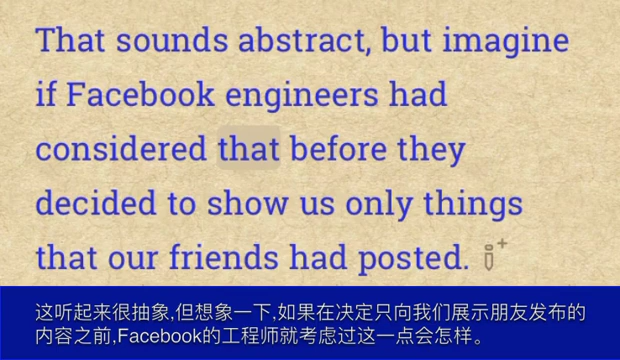 That sounds abstract, but imagine
if Facebook engineers had
considered that before they
decided to show us only things
that our friends had posted.
这听起来很抽象,但想象一下,如果在决定只向我们展示朋友发布的
内容之前,Facebook的工程师就考虑过这一点会怎样。